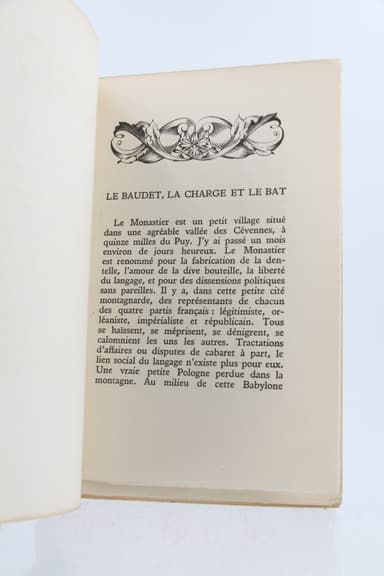 LE BAUDET, LA CHARGE ET LE BAT
Le Monastier est un petit village situé
dans une agréable vallée des Cévennes, à
quinze milles du Puy. J'y ai passé un mois
environ de jours heureux. Le Monastier
est renommé pour la fabrication de la den-
telle, l'amour de la dive bouteille, la liberté
du langage, et pour des dissensions politiques
sans pareilles. Il y a, dans cette petite cité
montagnarde, des représentants de chacun
des quatre partis français : légitimiste, or-
léaniste, impérialiste et républicain. Tous
se haïssent, se méprisent, se dénigrent, se
calomnient les uns les autres. Tractations
d'affaires ou disputes de cabaret à part, le
lien social du langage n'existe plus pour eux.
Une vraie petite Pologne perdue dans la
montagne. Au milieu de cette Babylone